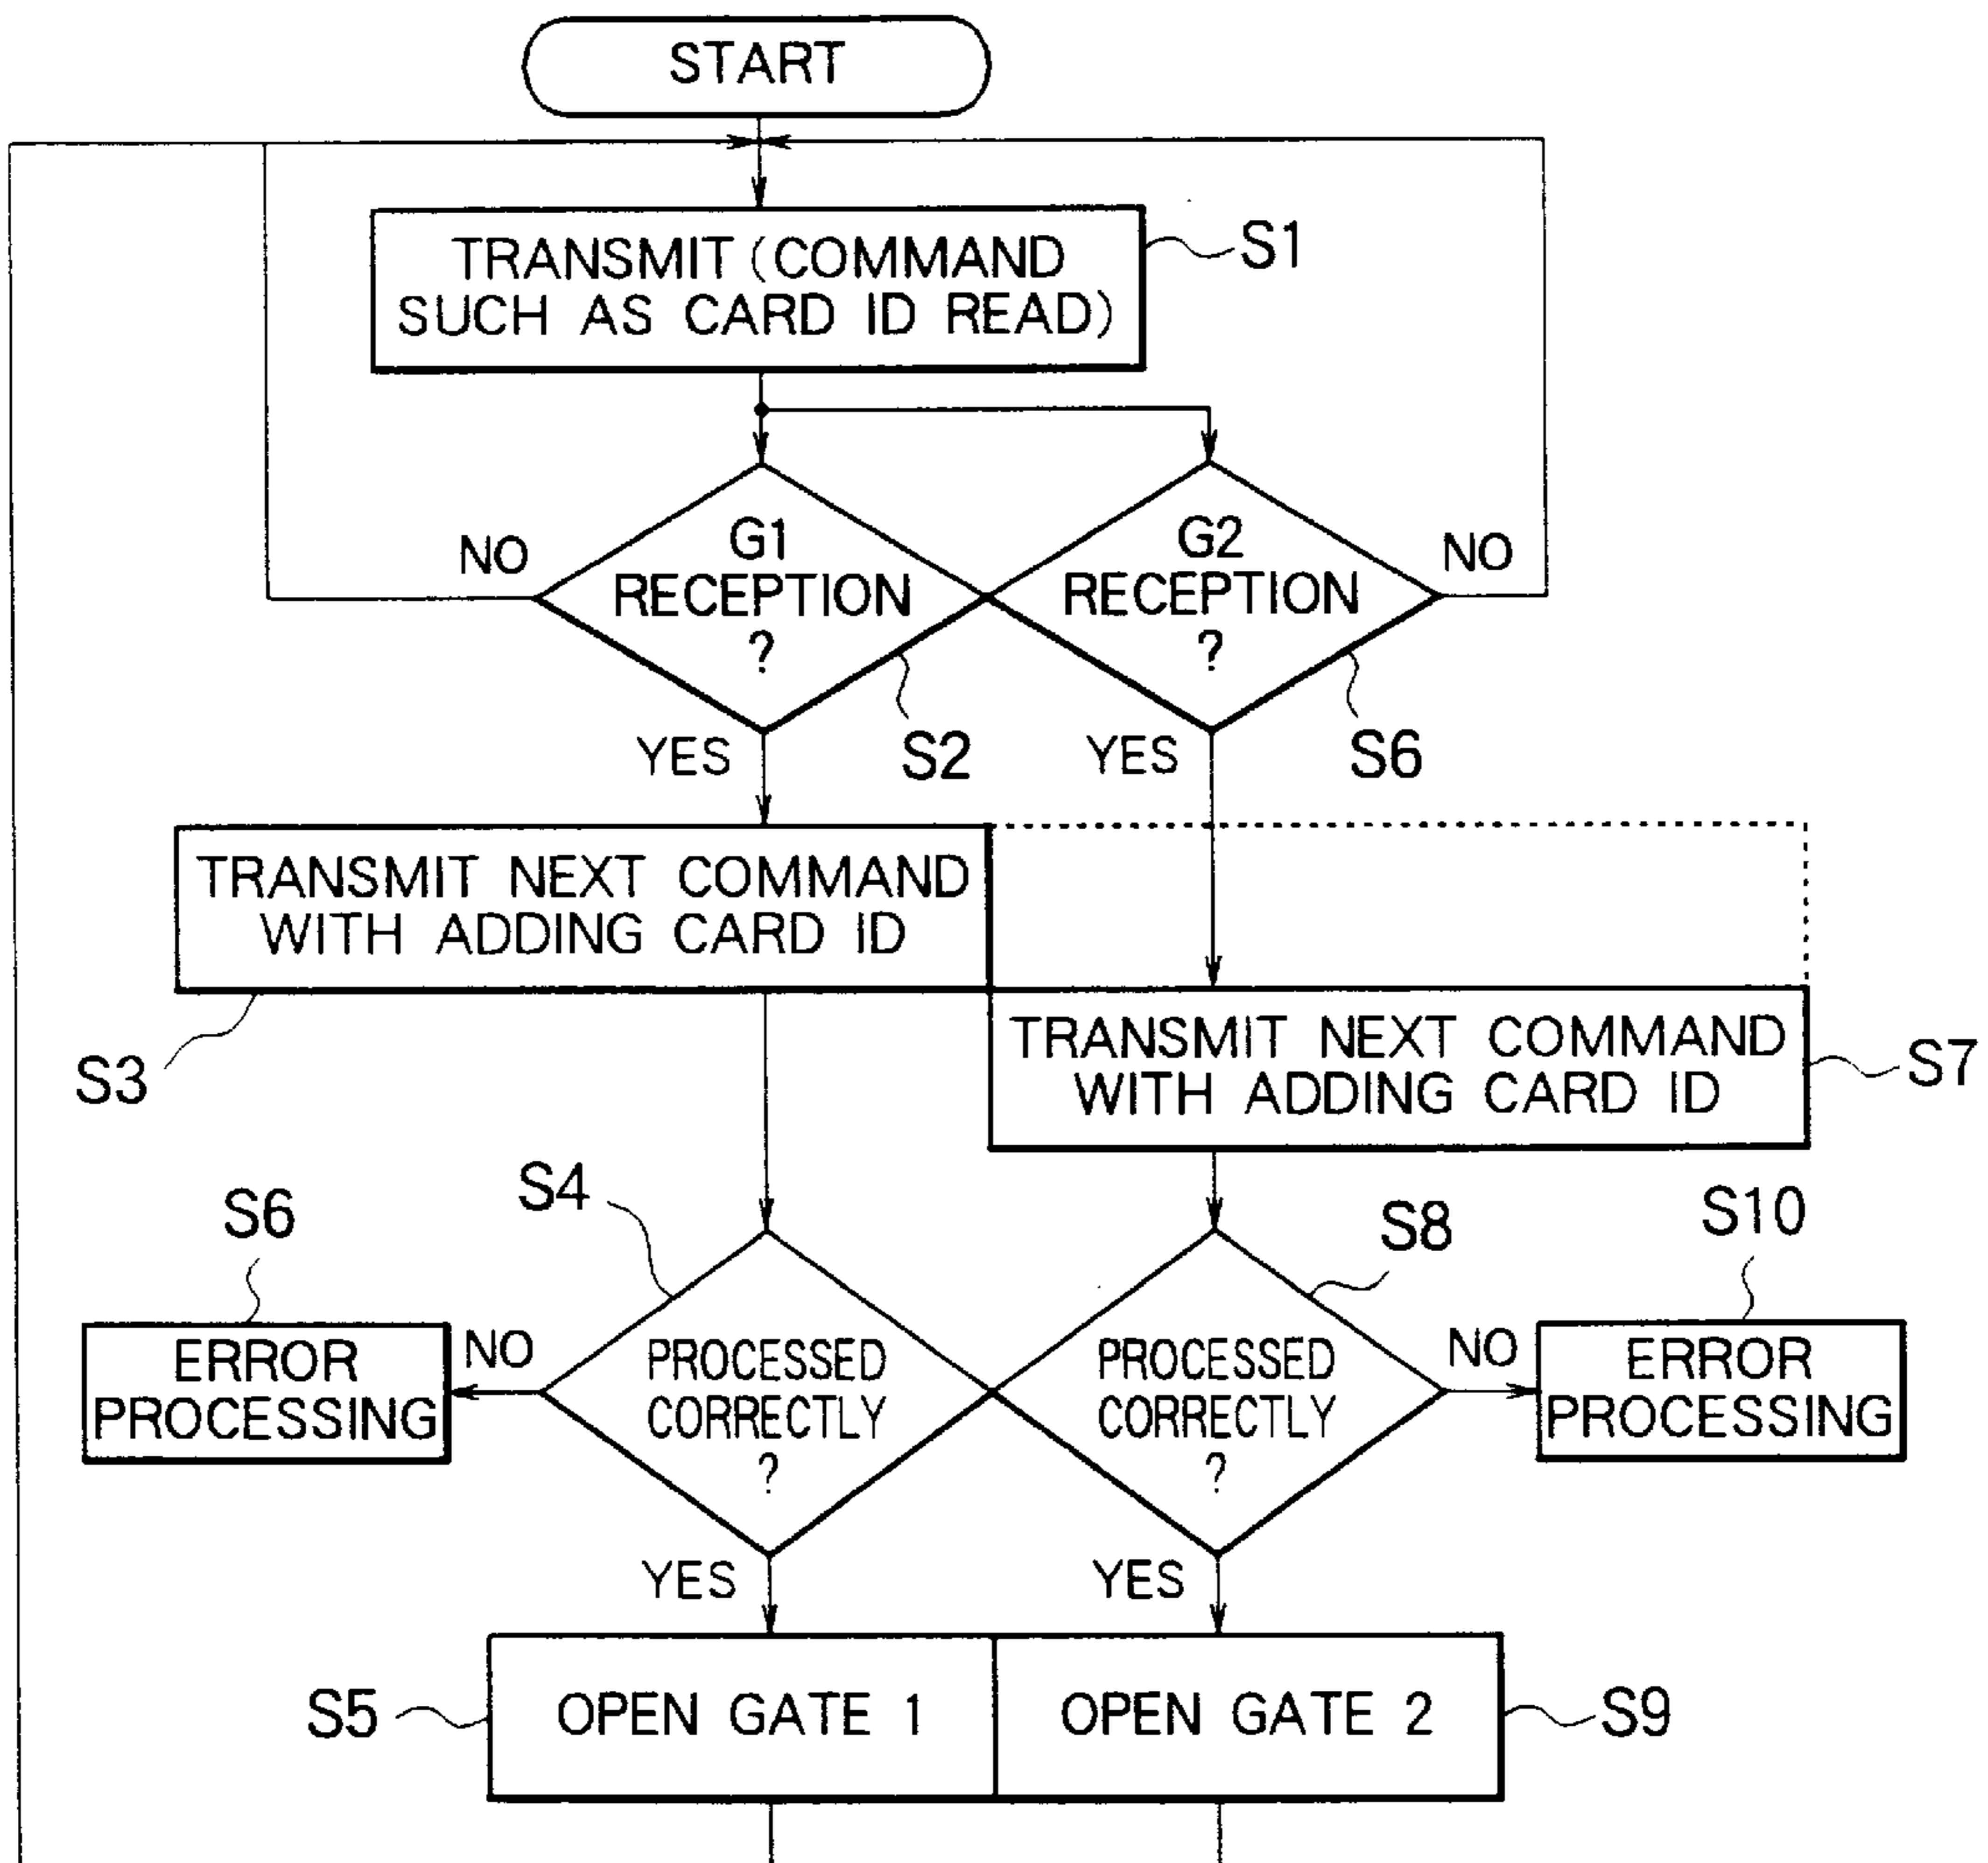 START
TRANSMIT (COMMAND
SUCH AS CARD ID READ)
S1
G1
RECEPTION
?
NO
YES
S2
G2
RECEPTION
?
NO
YES
S6
TRANSMIT NEXT COMMAND
WITH ADDING CARD ID
S3
TRANSMIT NEXT COMMAND
WITH ADDING CARD ID
S7
S6
ERROR
PROCESSING
NO
S4
PROCESSED
CORRECTLY
?
YES
S8
PROCESSED
CORRECTLY
?
YES
NO
S10
ERROR
PROCESSING
S5
OPEN GATE 1
OPEN GATE 2
S9